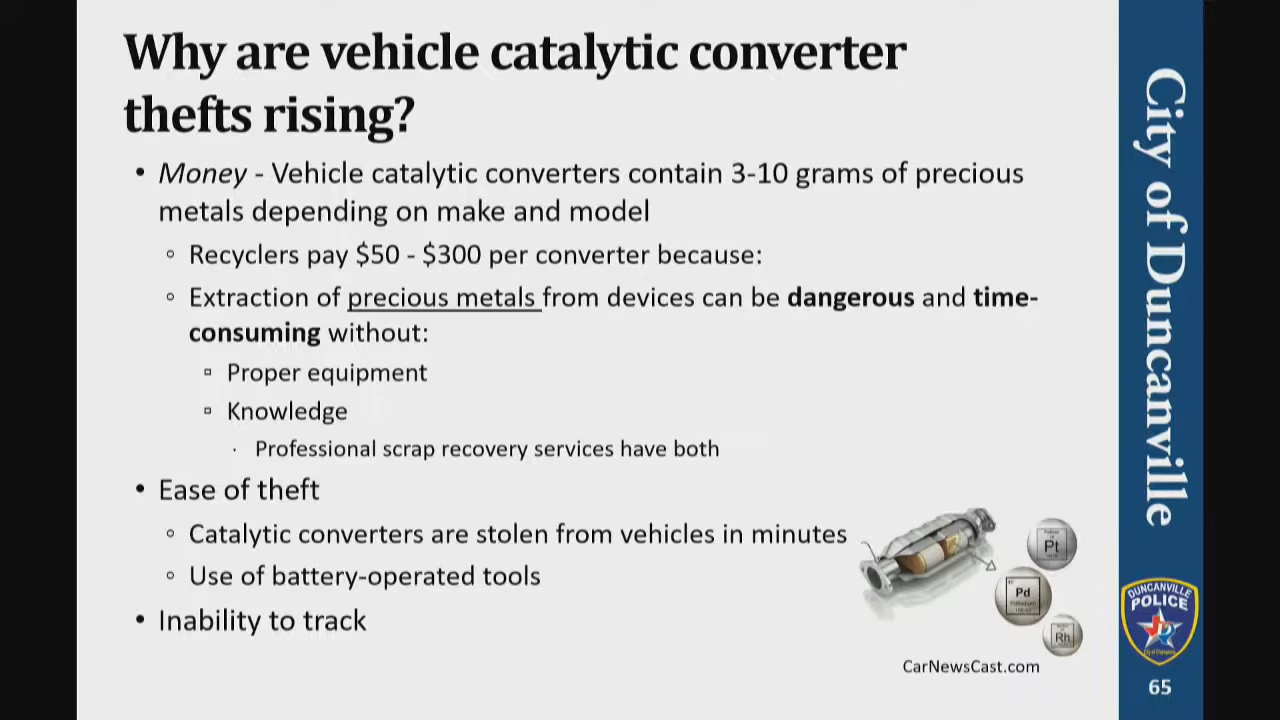 Why are vehicle catalytic converter
thefts rising?
• Money - Vehicle catalytic converters contain 3-10 grams of precious
metals depending on make and model
◦ Recyclers pay $50 - $300 per converter because:
◦ Extraction of precious metals from devices can be dangerous and time-
consuming without:
▫ Proper equipment
▫ Knowledge
· Professional scrap recovery services have both
• Ease of theft
◦ Catalytic converters are stolen from vehicles in minutes
◦ Use of battery-operated tools
• Inability to track
Pt
Pd
Rh
CarNewsCast.com
City of Duncanville
DUNCANVILLE
POLICE
City of Champions
65